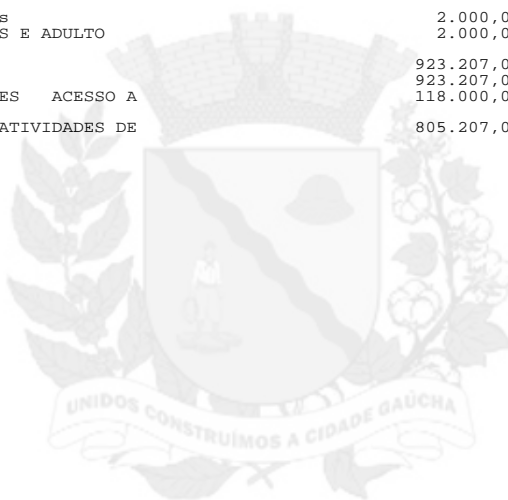 s 2.000,0
S E ADULTO 2.000,0
923.207,0
923.207,0
ES ACESSO A 118.000,0
ATIVIDADES DE 805.207,0
UNIDOS CONSTRUÍMOS A CIDADE GAÚCHA